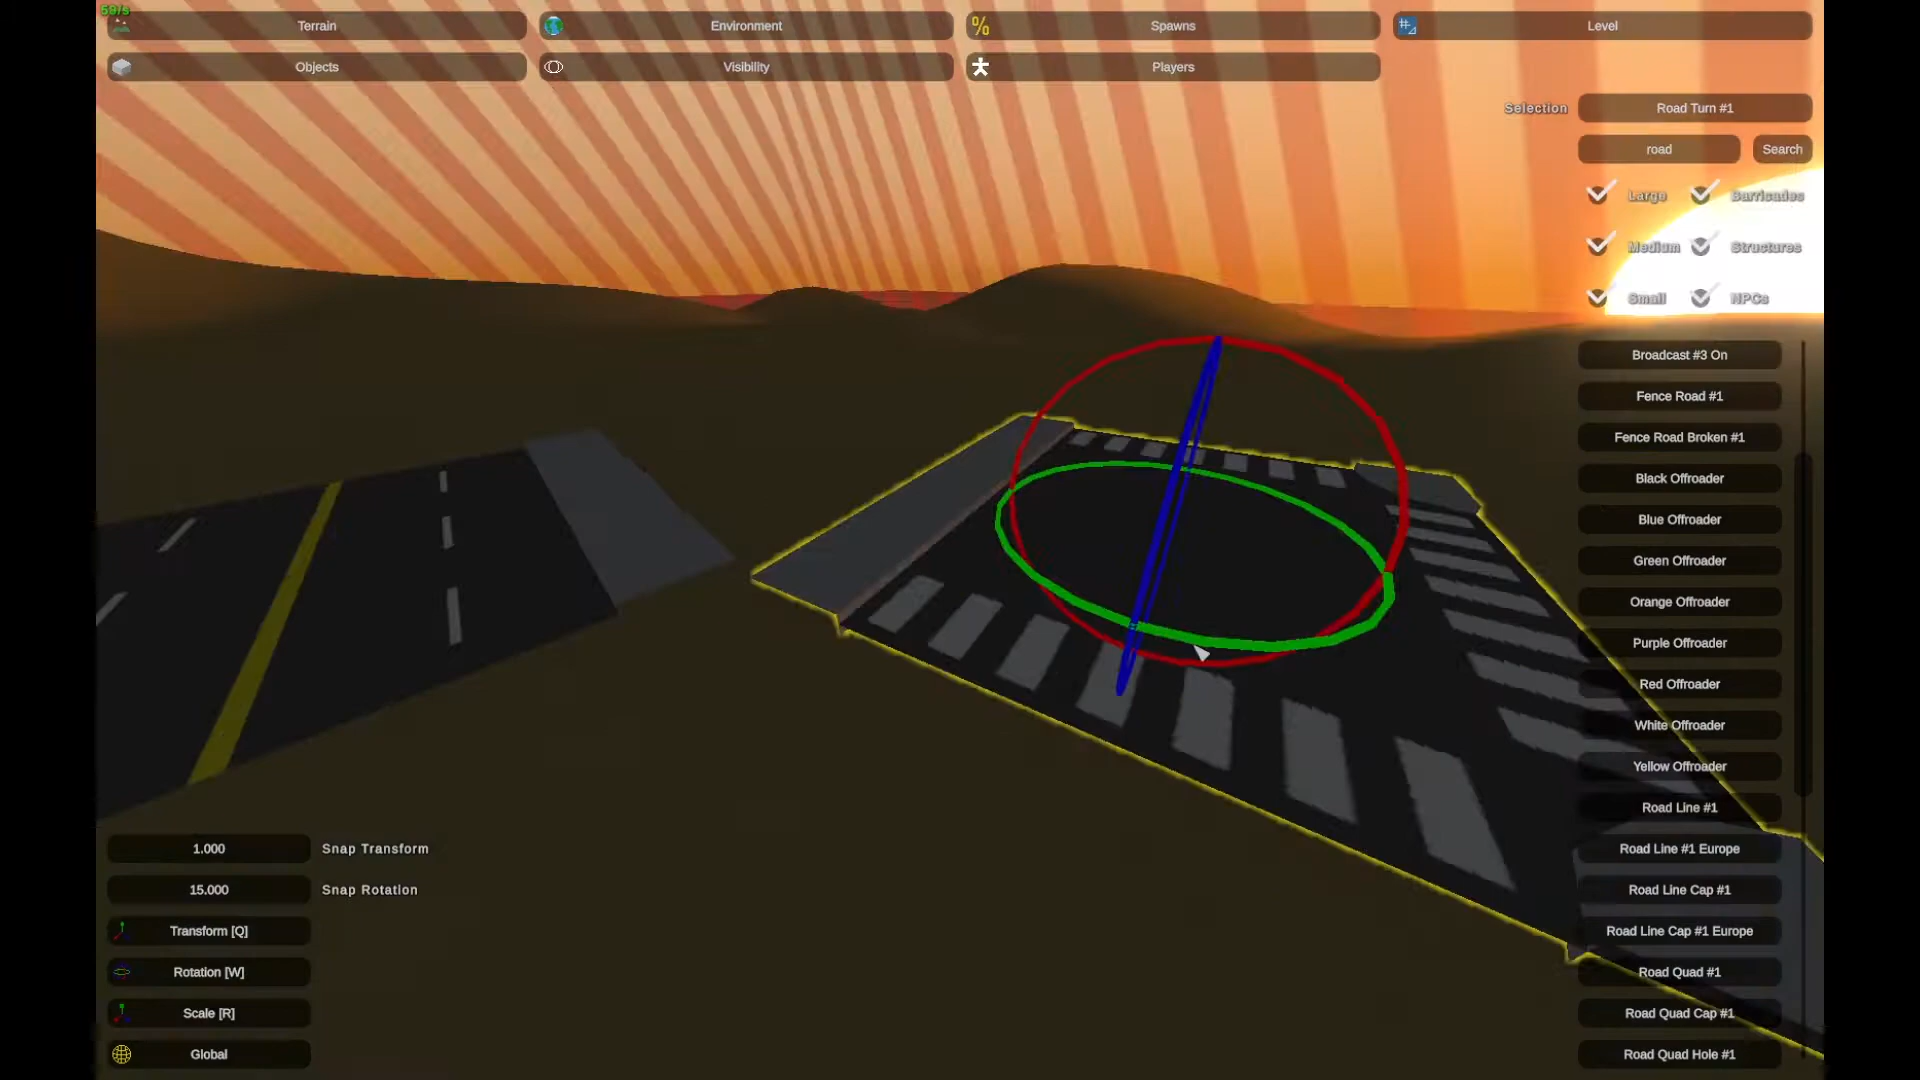 59/s
Terrain
Environment
Spawns
Level
Objects
Visibility
Players
Selection
Road Turn #1
road
Search
Large
Barricades
Medium
Structures
Small
NPCs
Broadcast #3 On
Fence Road #1
Fence Road Broken #1
Black Offroader
Blue Offroader
Green Offroader
Orange Offroader
Purple Offroader
Red Offroader
White Offroader
Yellow Offroader
Road Line #1
Road Line #1 Europe
Road Line Cap #1
Road Line Cap #1 Europe
Road Quad #1
Road Quad Cap #1
Road Quad Hole #1
1.000
Snap Transform
15.000
Snap Rotation
Transform [Q]
Rotation [W]
Scale [R]
Global